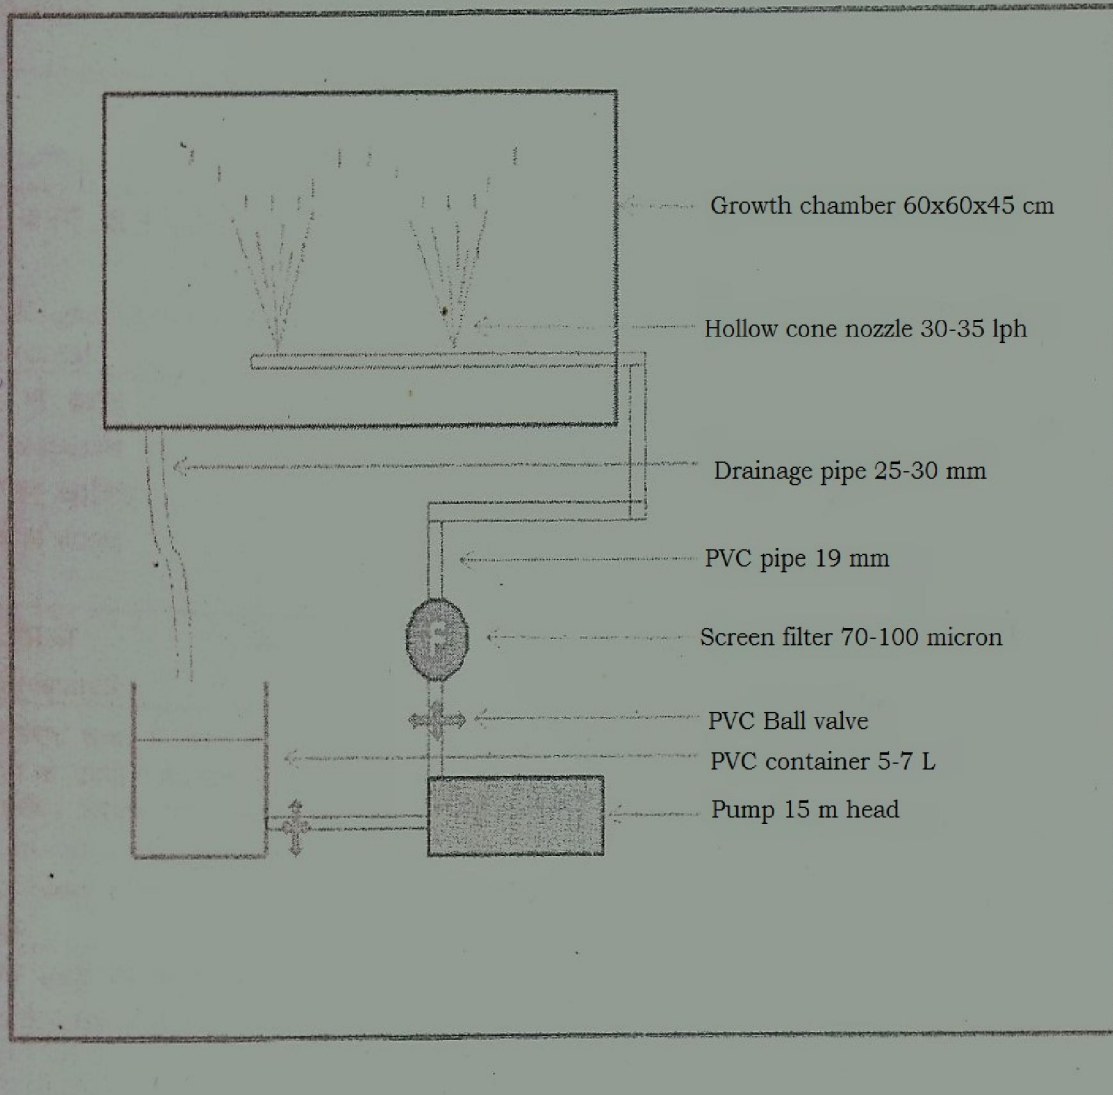 Growth chamber 60x60x45 cm
Hollow cone nozzle 30-35 lph
Drainage pipe 25-30 mm
PVC pipe 19 mm
f
Screen filter 70-100 micron
PVC Ball valve
PVC container 5-7 L
Pump 15 m head